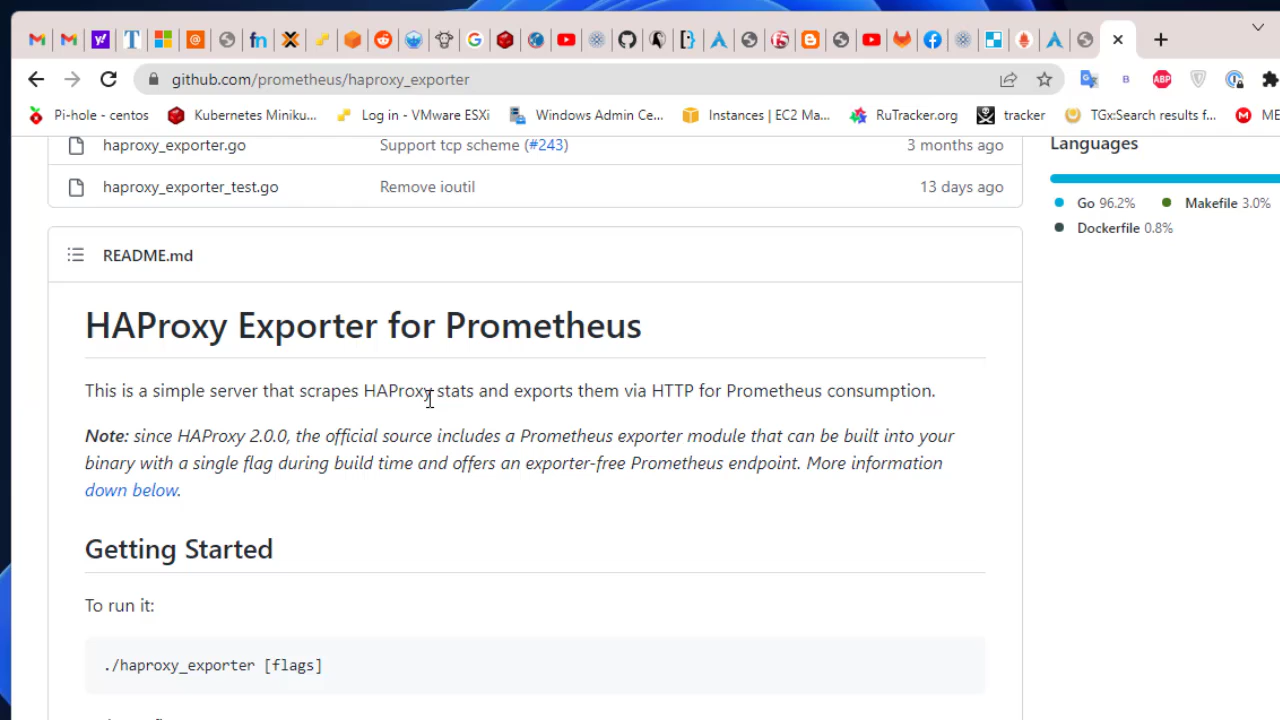 github.com/prometheus/haproxy_exporter
Pi-hole - centos Kubernetes Miniku... Log in - VMware ESXi Windows Admin Ce... Instances | EC2 Ma... RuTracker.org tracker TGx:Search results f... ME
haproxy_exporter.go Support tcp scheme (#243) 3 months ago
haproxy_exporter_test.go Remove ioutil 13 days ago
Languages
Go 96.2% Makefile 3.0%
Dockerfile 0.8%
README.md
HAProxy Exporter for Prometheus
This is a simple server that scrapes HAProxy stats and exports them via HTTP for Prometheus consumption.
Note: since HAProxy 2.0.0, the official source includes a Prometheus exporter module that can be built into your
binary with a single flag during build time and offers an exporter-free Prometheus endpoint. More information
down below.
Getting Started
To run it:
./haproxy_exporter [flags]